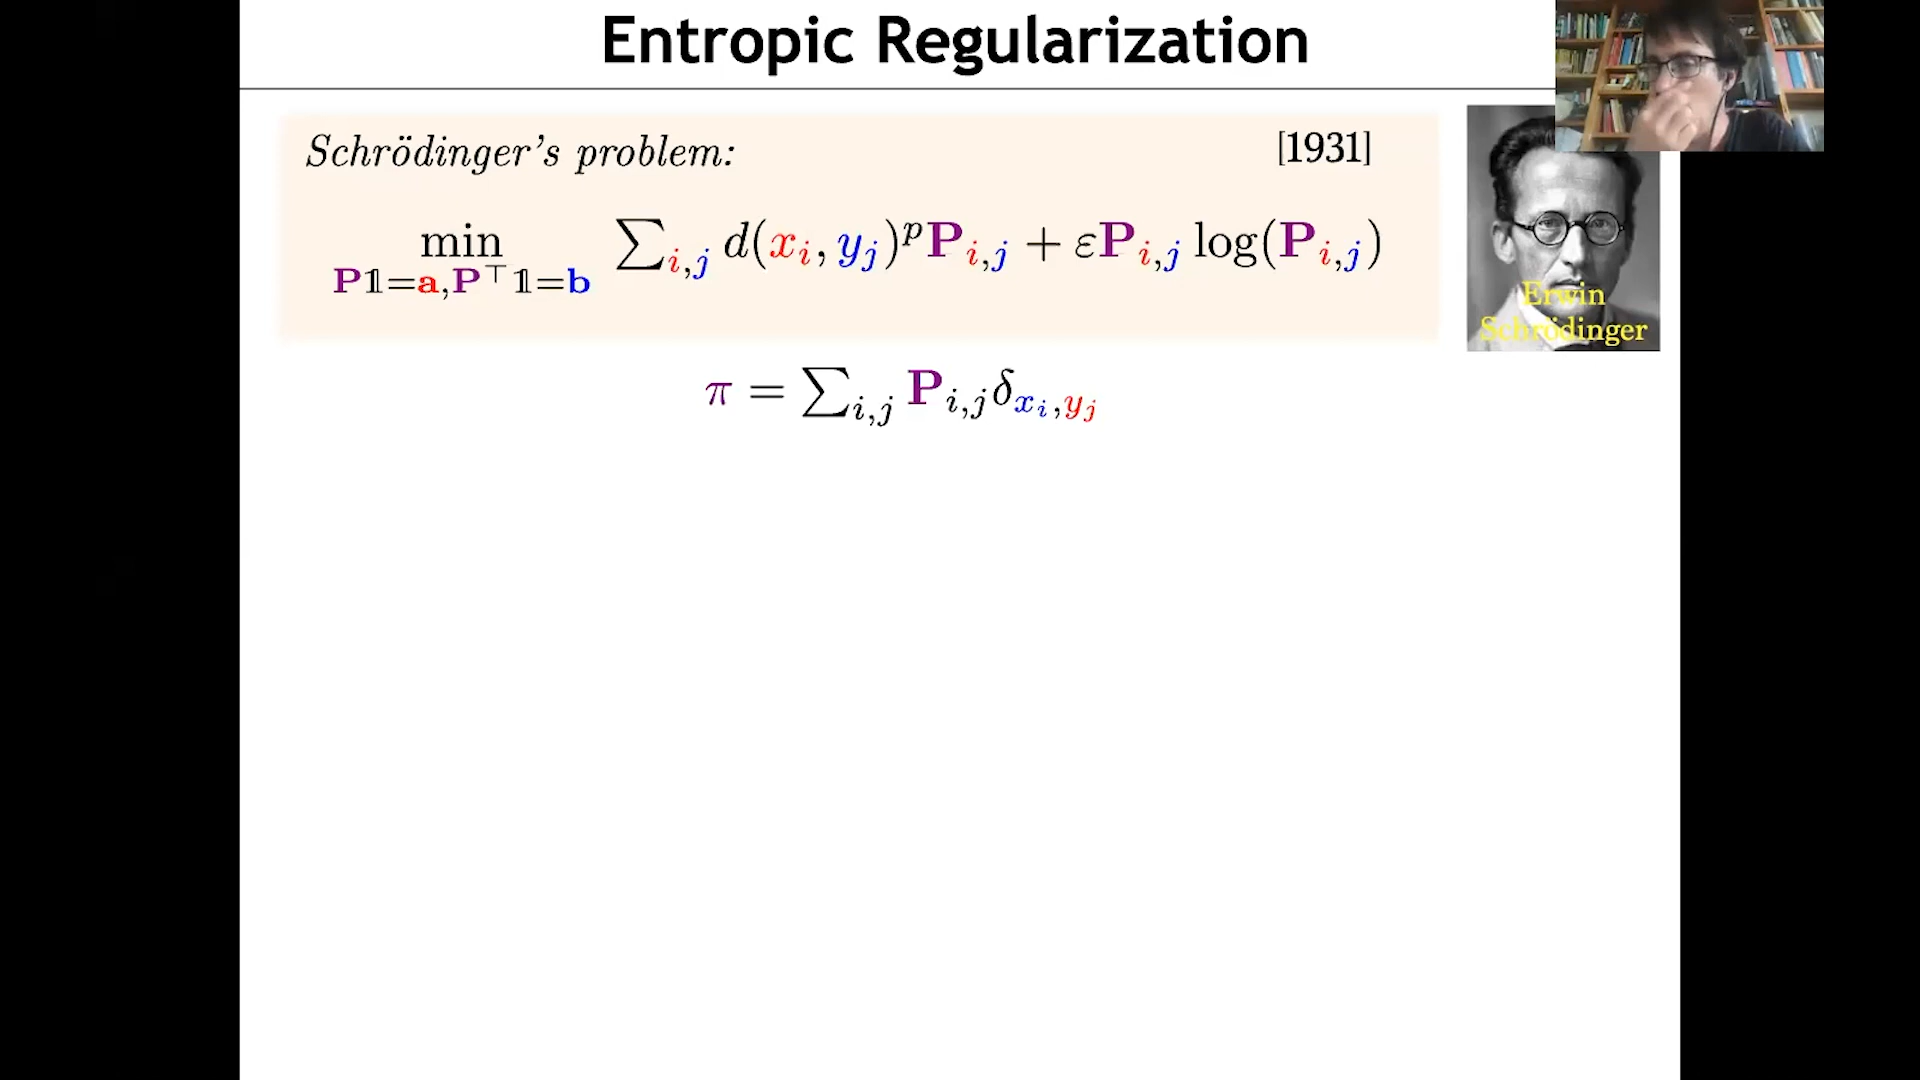 Entropic Regularization
Schrödinger's problem: [1931]
min_{P𝟙=a,P^⊤𝟙=b} ∑_{i,j} d(x_i, y_j)^p P_{i,j} + εP_{i,j} log(P_{i,j})
Erwin
Schrödinger
π = ∑_{i,j} P_{i,j} δ_{x_i,y_j}